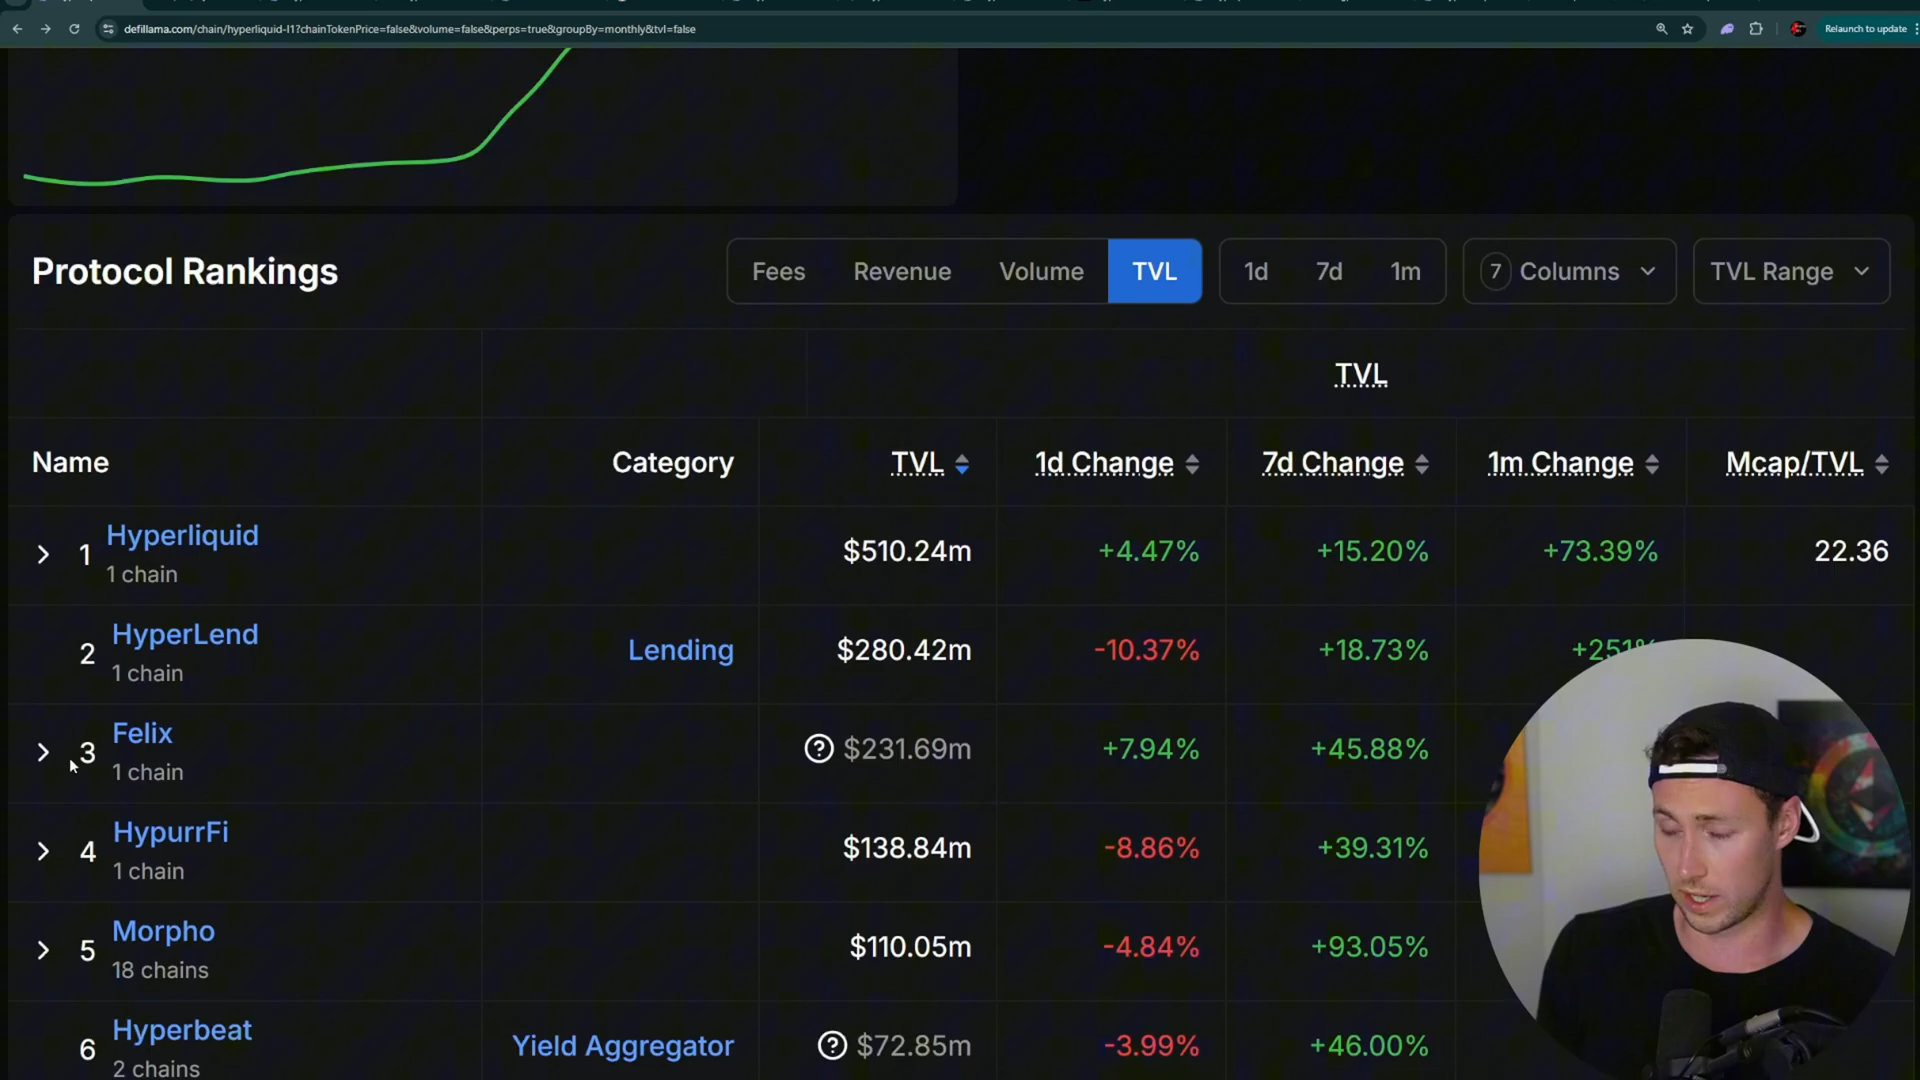 defillama.com/chain/hyperliquid-l1?chainTokenPrice=false&volume=false&perps=true&groupBy=monthly&tvl=false
Relaunch to update
Protocol Rankings
Fees Revenue Volume TVL
1d 7d 1m
7 Columns
TVL Range
TVL
Name Category TVL 1d Change 7d Change 1m Change Mcap/TVL
1 Hyperliquid $510.24m +4.47% +15.20% +73.39% 22.36
1 chain
2 HyperLend Lending $280.42m -10.37% +18.73% +251%
1 chain
3 Felix $231.69m +7.94% +45.88%
1 chain
4 HypurrFi $138.84m -8.86% +39.31%
1 chain
5 Morpho $110.05m -4.84% +93.05%
18 chains
6 Hyperbeat Yield Aggregator $72.85m -3.99% +46.00%
2 chains